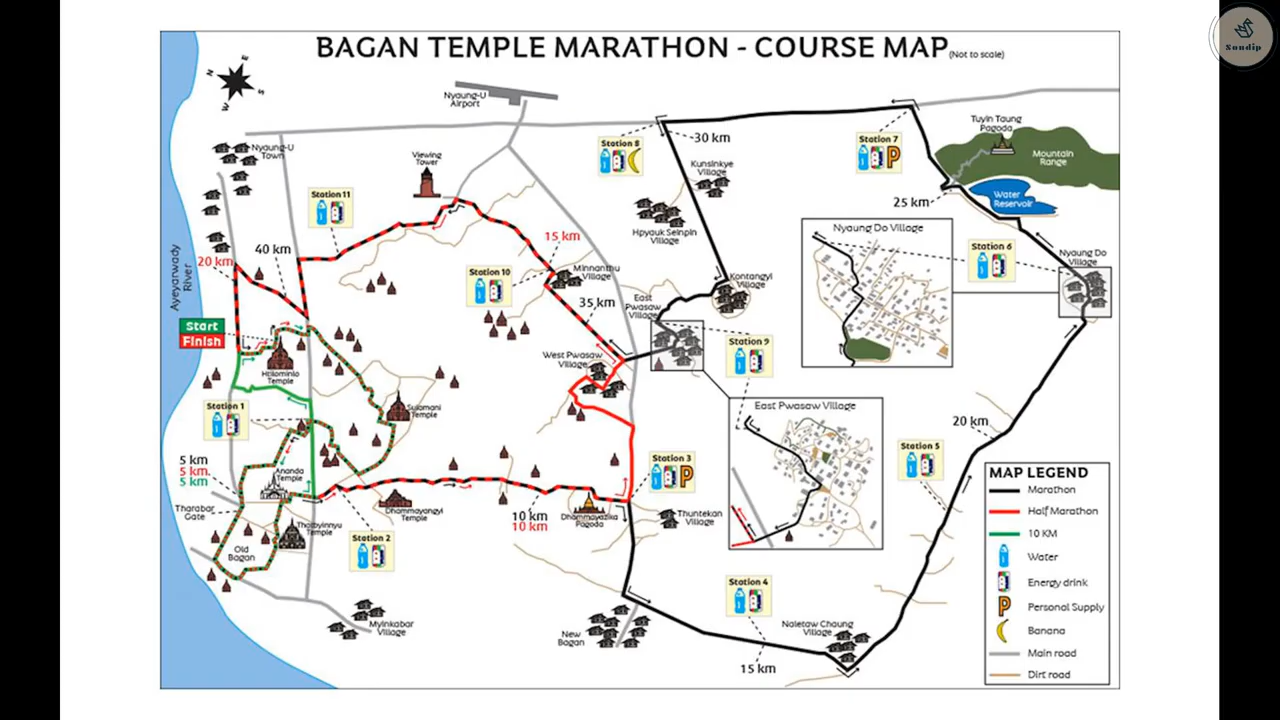 BAGAN TEMPLE MARATHON - COURSE MAP (Not to scale)
Sondip
N
E
W
S
Nyaung-U
Airport
Nyaung-U
Town
Viewing
Tower
Station 8
30 km
Kunsinkye
Village
Station 7
P
Tuyin Taung
Pagoda
Mountain
Range
Water
Reservoir
25 km
Station 11
Hpyauk Seinpin
Village
Nyaung Do Village
Station 6
Nyaung Do
Village
15 km
40 km
20 km
Ayeyarwady
River
Station 10
Minnanthu
Village
35 km
East
Pwasaw
Village
Kontangyi
Village
Start
Finish
Station 9
West Pwasaw
Village
Htilominlo
Temple
Station 1
Sulamani
Temple
East Pwasaw Village
20 km
5 km
5 km
5 km
Ananda
Temple
Station 3
P
Station 5
Tharabar
Gate
Thatbyinnyu
Temple
Dhammayangyi
Temple
10 km
10 km
Dhammayazika
Pagoda
Thuntekan
Village
Old
Bagan
Station 2
Station 4
Myinkabar
Village
New
Bagan
Naletaw Chaung
Village
15 km
MAP LEGEND
Marathon
Half Marathon
10 KM
Water
Energy drink
P Personal Supply
Banana
Main road
Dirt road